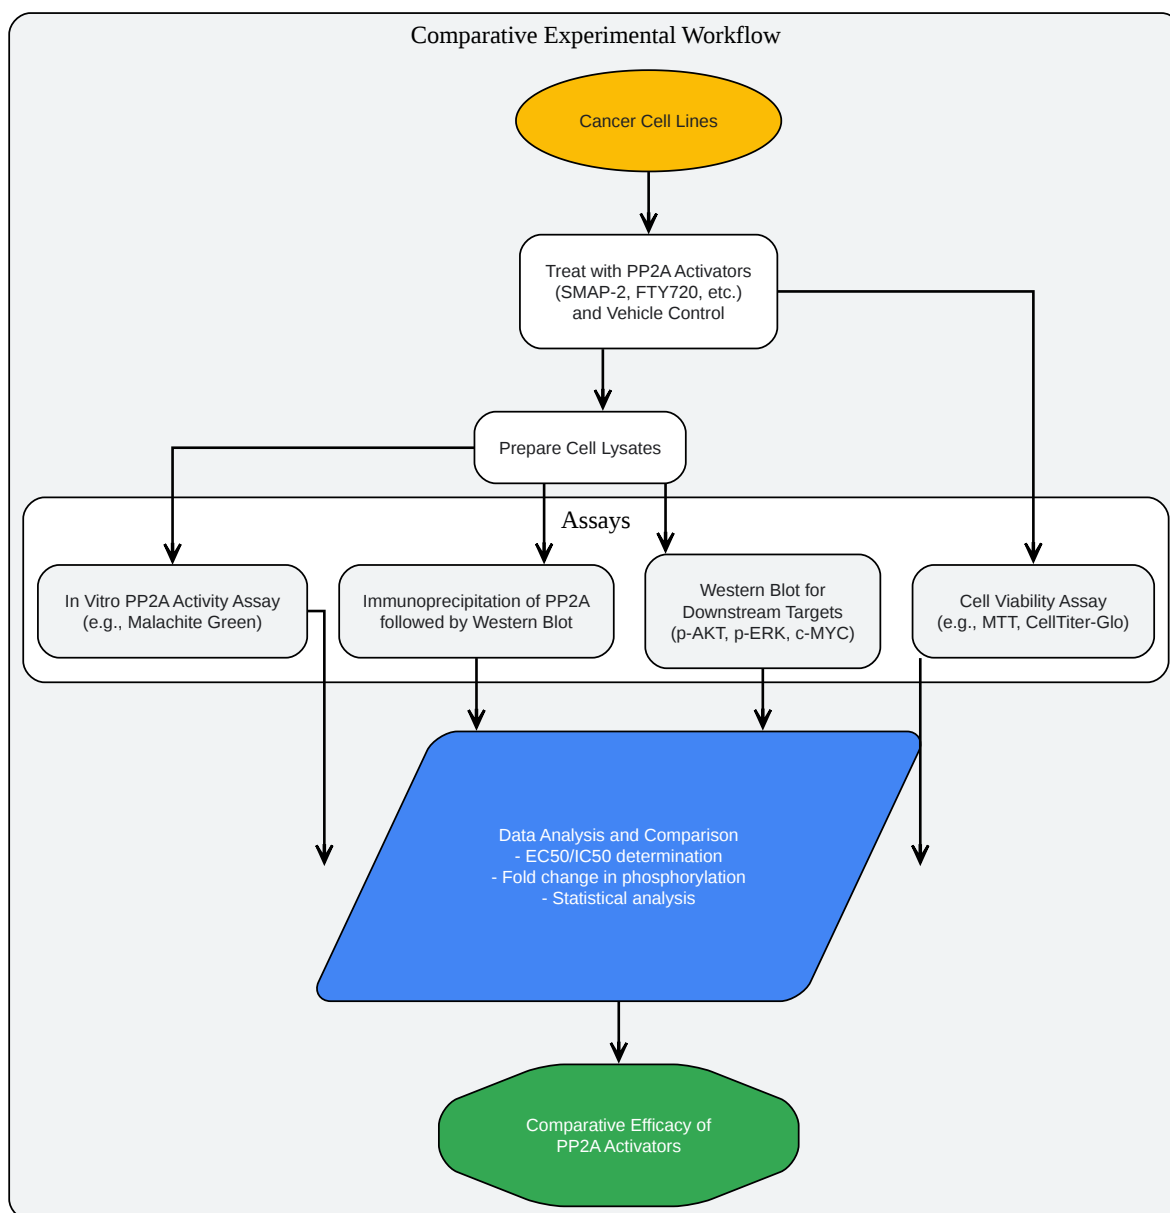 Comparative Experimental Workflow
Cancer Cell Lines
Treat with PP2A Activators
(SMAP-2, FTY720, etc.)
and Vehicle Control
Prepare Cell Lysates
Assays
In Vitro PP2A Activity Assay
(e.g., Malachite Green)
Immunoprecipitation of PP2A
followed by Western Blot
Western Blot for
Downstream Targets
(p-AKT, p-ERK, c-MYC)
Cell Viability Assay
(e.g., MTT, CellTiter-Glo)
Data Analysis and Comparison
- EC50/IC50 determination
- Fold change in phosphorylation
- Statistical analysis
Comparative Efficacy of
PP2A Activators